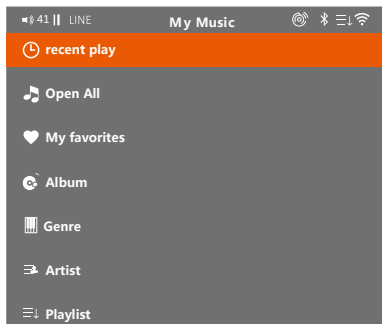 41 LINE My Music
recent play
Open All
My favorites
Album
Genre
Artist
Playlist